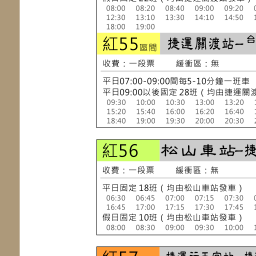 08:00 08:20 08:40 09:00 09:20
12:30 13:10 13:30 14:10 14:50
18:00 19:00
紅55區間 捷運關渡站–台
收費：一段票 緩衝區：無
平日07:00-09:00間每5-10分鐘一班車
平日09:00以後固定28班（均由捷運關渡
09:30 10:00 10:30 13:00 13:20
15:20 15:40 16:00 16:20 16:40
18:40 19:00 19:30 20:00 20:30
紅56 松山車站–捷
收費：一段票 緩衝區：無
平日固定18班（均由松山車站發車）
06:30 06:45 07:00 07:15 07:30
16:45 17:00 17:15 17:30 17:45
假日固定10班（均由松山車站發車）
08:00 08:30 09:00 09:30 10:00